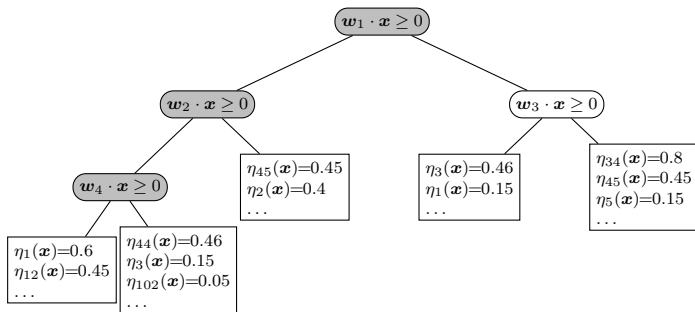 w₁ · x ≥ 0
w₂ · x ≥ 0
w₃ · x ≥ 0
w₄ · x ≥ 0
η₄₅(x)=0.45
η₂(x)=0.4
...
η₃(x)=0.46
η₁(x)=0.15
...
η₃₄(x)=0.8
η₄₅(x)=0.45
η₅(x)=0.15
...
η₁(x)=0.6
η₁₂(x)=0.45
...
η₄₄(x)=0.46
η₃(x)=0.15
η₁₀₂(x)=0.05
...